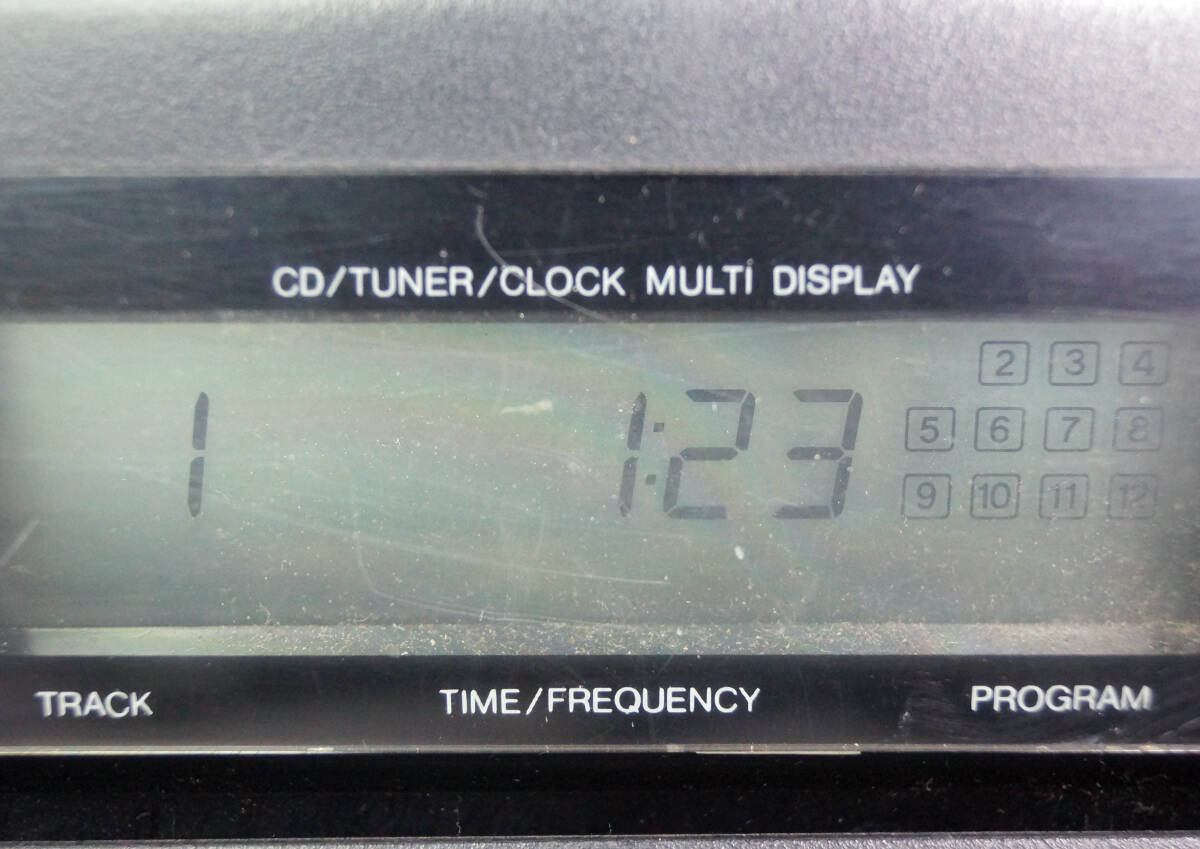 CD/TUNER/CLOCK MULTI DISPLAY
2 3 4
1 1:23 5 6 7 8
9 10 11 12
TRACK TIME/FREQUENCY PROGRAM